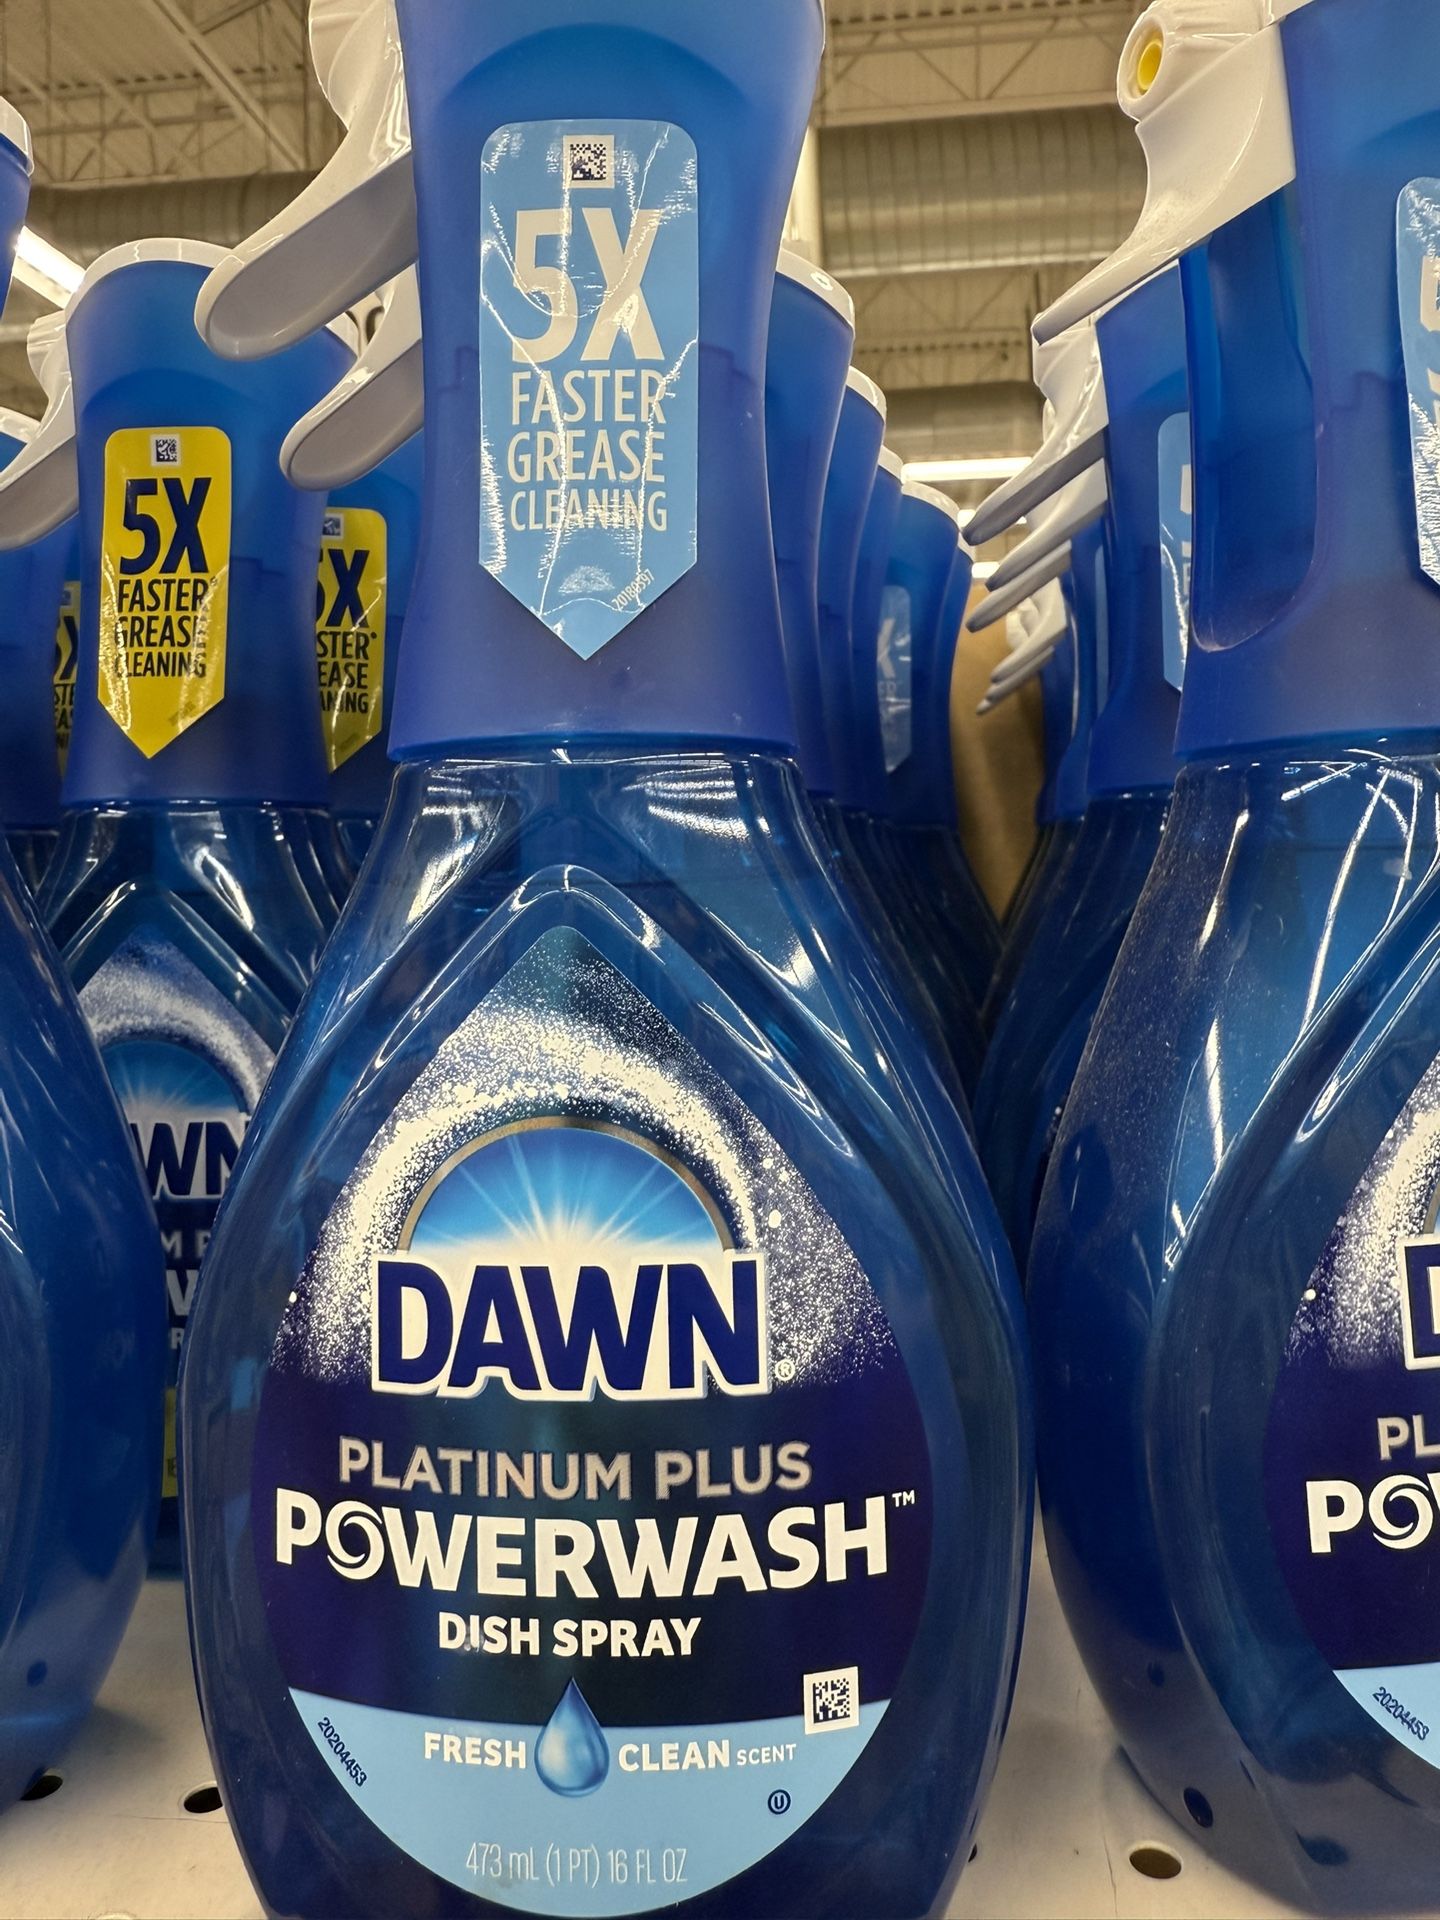 5X
FASTER
GREASE
CLEANING
20180597
5X
FASTER*
GREASE
CLEANING
5X
DAWN®
PLATINUM PLUS
POWERWASH™
DISH SPRAY
FRESH CLEAN SCENT
20204453
U
473 mL (1 PT) 16 FL OZ
20204453